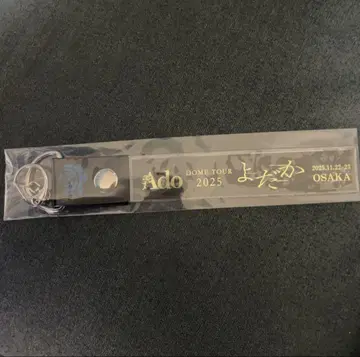 Ado
DOME TOUR
2025
よだか
2025.11.22-23
OSAKA